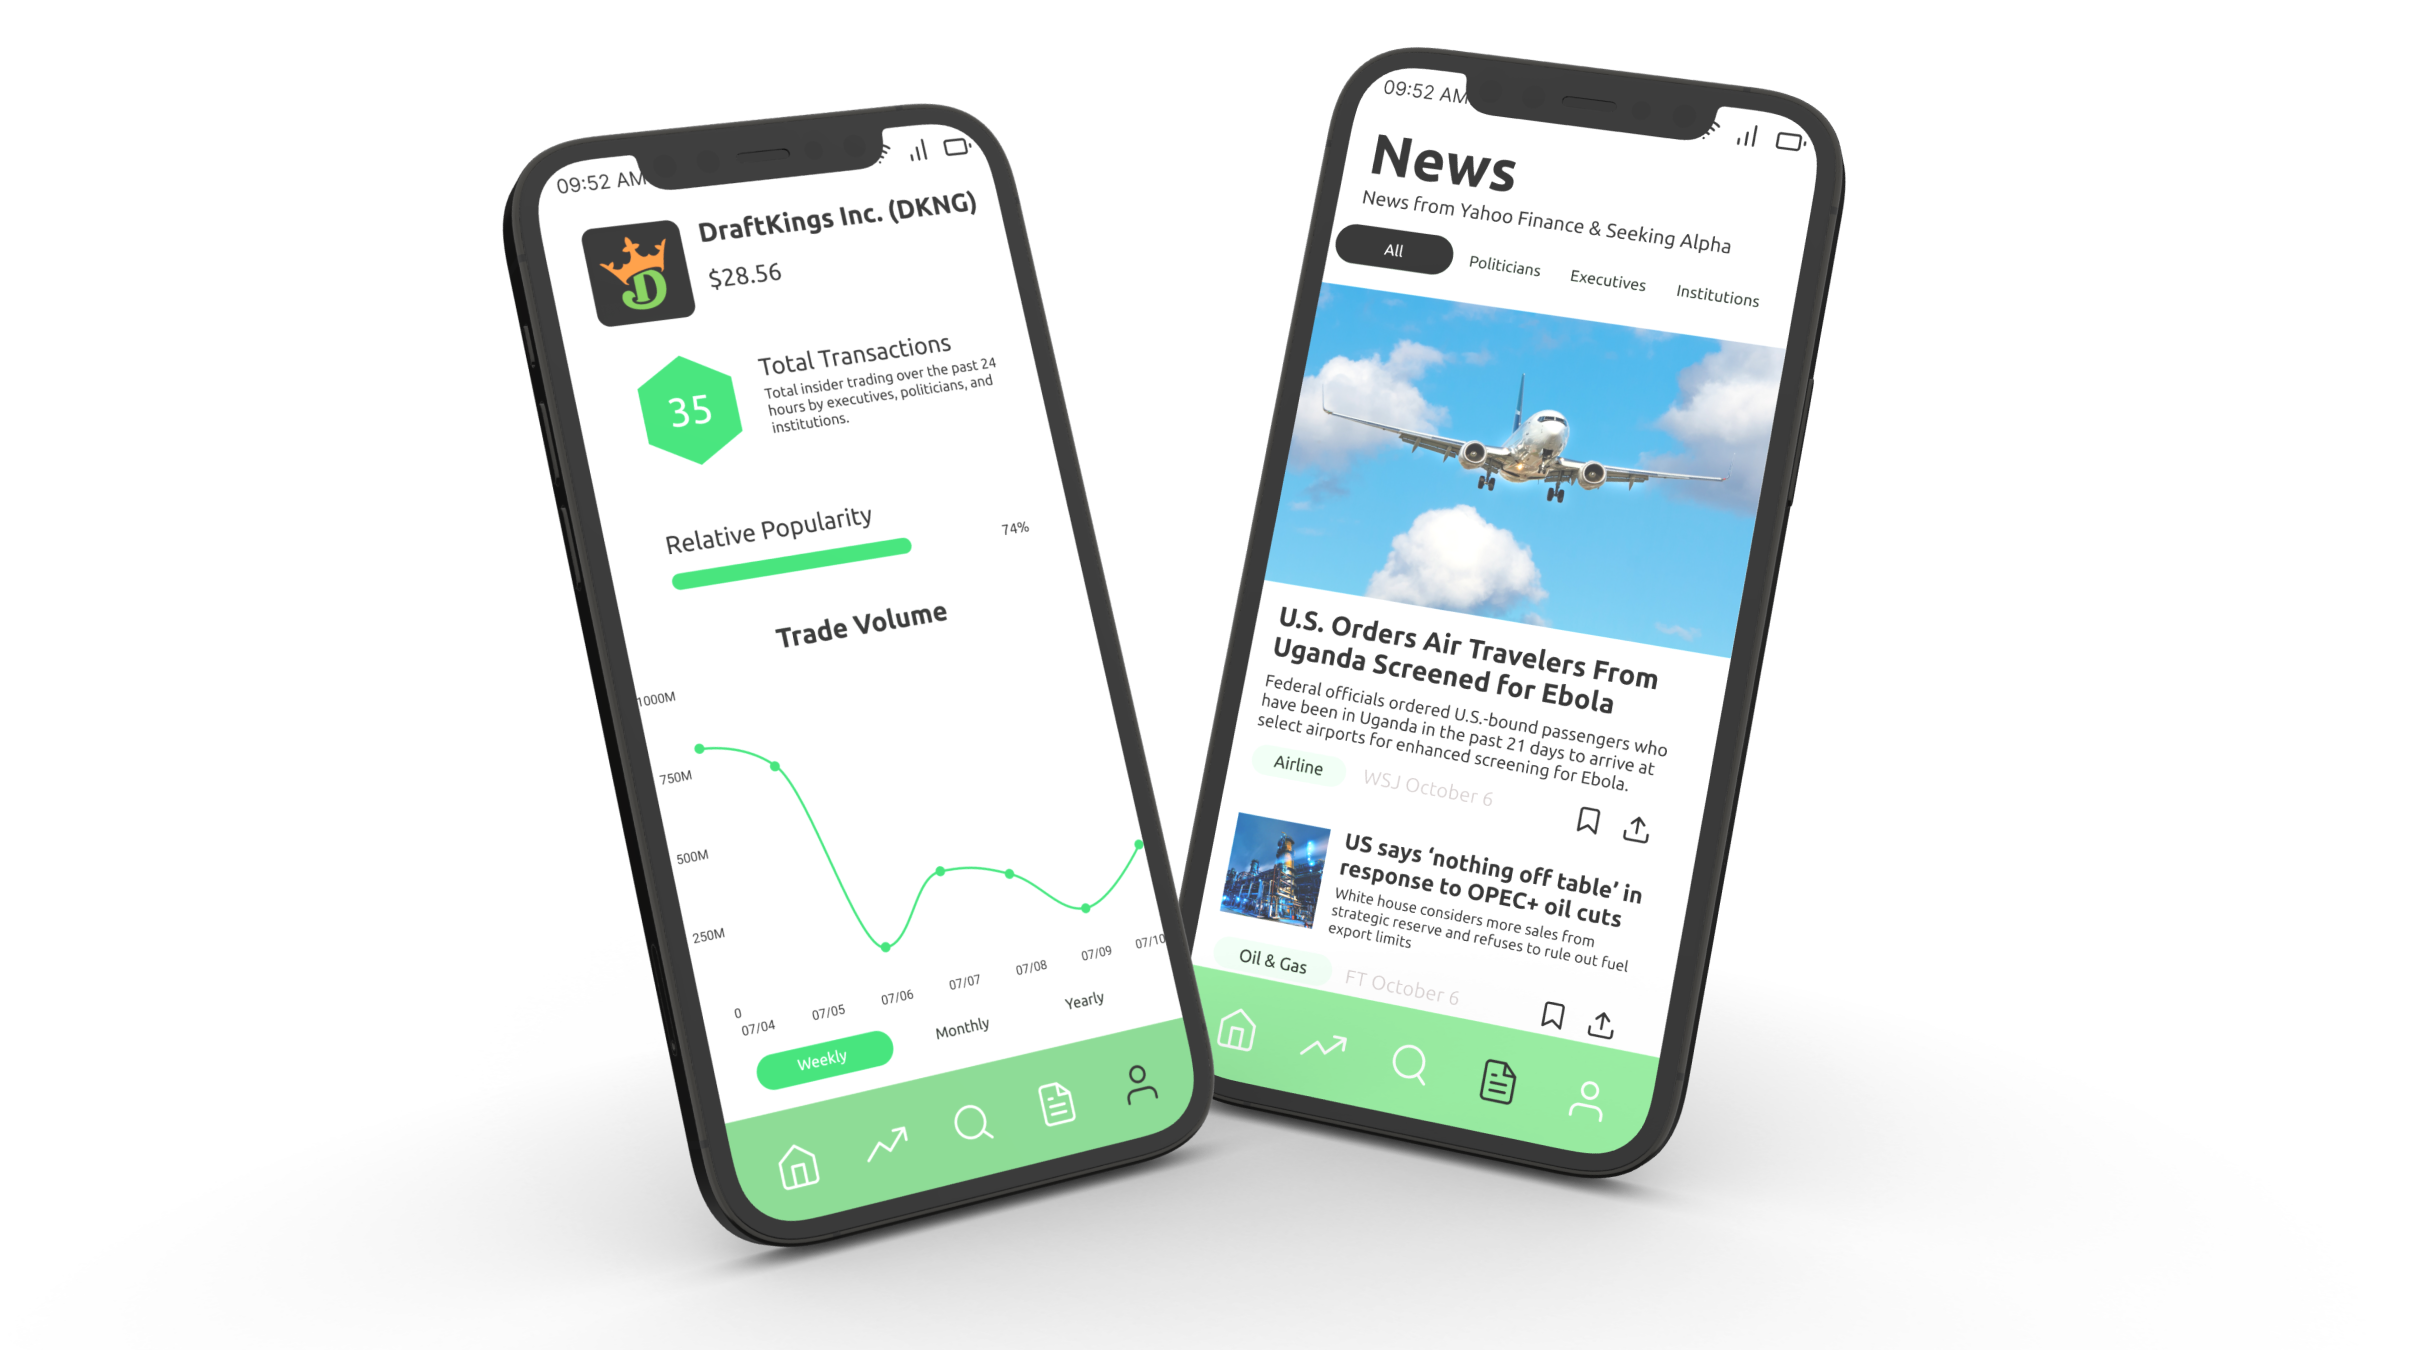 09:52 AM
DraftKings Inc. (DKNG)
$28.56
35
Total Transactions
Total insider trading over the past 24
hours by executives, politicians, and
institutions.
Relative Popularity
74%
Trade Volume
1000M
750M
500M
250M
0
07/04
07/05
07/06
07/07
07/08
07/09
07/10
Weekly
Monthly
Yearly
09:52 AM
News
News from Yahoo Finance & Seeking Alpha
All
Politicians
Executives
Institutions
U.S. Orders Air Travelers From
Uganda Screened for Ebola
Federal officials ordered U.S.-bound passengers who
have been in Uganda in the past 21 days to arrive at
select airports for enhanced screening for Ebola.
Airline
WSJ October 6
US says ‘nothing off table’ in
response to OPEC+ oil cuts
White house considers more sales from
strategic reserve and refuses to rule out fuel
export limits
Oil & Gas
FT October 6